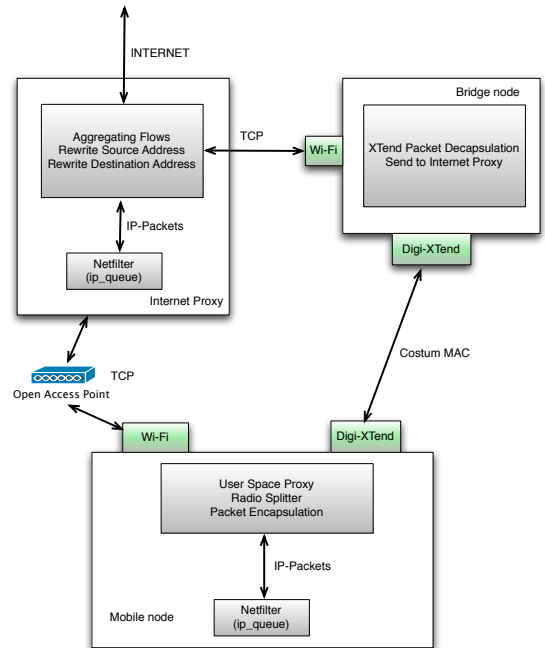 INTERNET
Bridge node
Aggregating Flows
Rewrite Source Address
Rewrite Destination Address
TCP
Wi-Fi
XTend Packet Decapsulation
Send to Internet Proxy
IP-Packets
Digi-XTend
Netfilter
(ip_queue)
Internet Proxy
Costum MAC
TCP
Open Access Point
Wi-Fi
Digi-XTend
User Space Proxy
Radio Splitter
Packet Encapsulation
IP-Packets
Netfilter
(ip_queue)
Mobile node